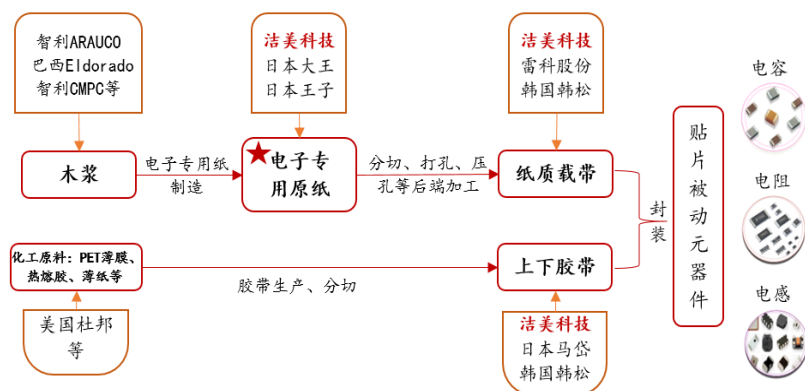 智利ARAUCO
巴西Eldorado
智利CMPC等
洁美科技
日本大王
日本王子
洁美科技
雷科股份
韩国韩松
木浆
电子专用纸
制造
电子专
用原纸
分切、打孔、压
孔等后端加工
纸质载带
封装
贴片被动元器件
电容
电阻
电感
化工原料：PET薄膜、
热熔胶、薄纸等
胶带生产、分切
上下胶带
美国杜邦
等
洁美科技
日本马岱
韩国韩松